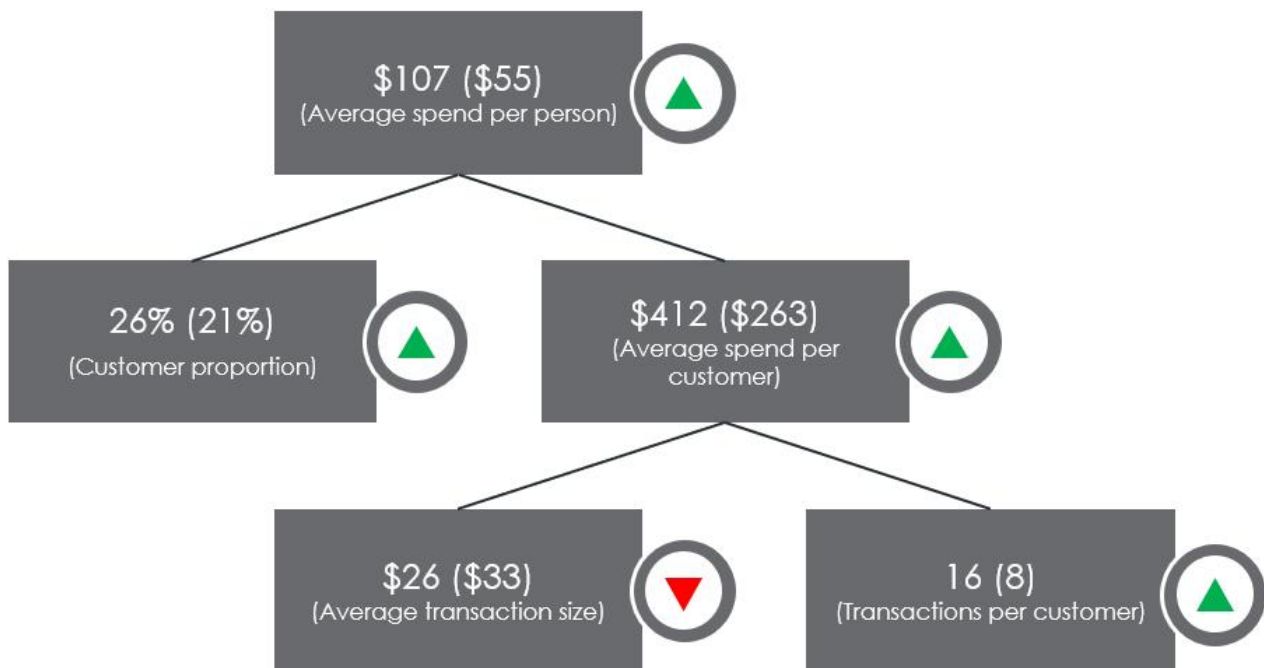 $107 ($55)
(Average spend per person)
26% (21%)
(Customer proportion)
$412 ($263)
(Average spend per
customer)
$26 ($33)
(Average transaction size)
16 (8)
(Transactions per customer)